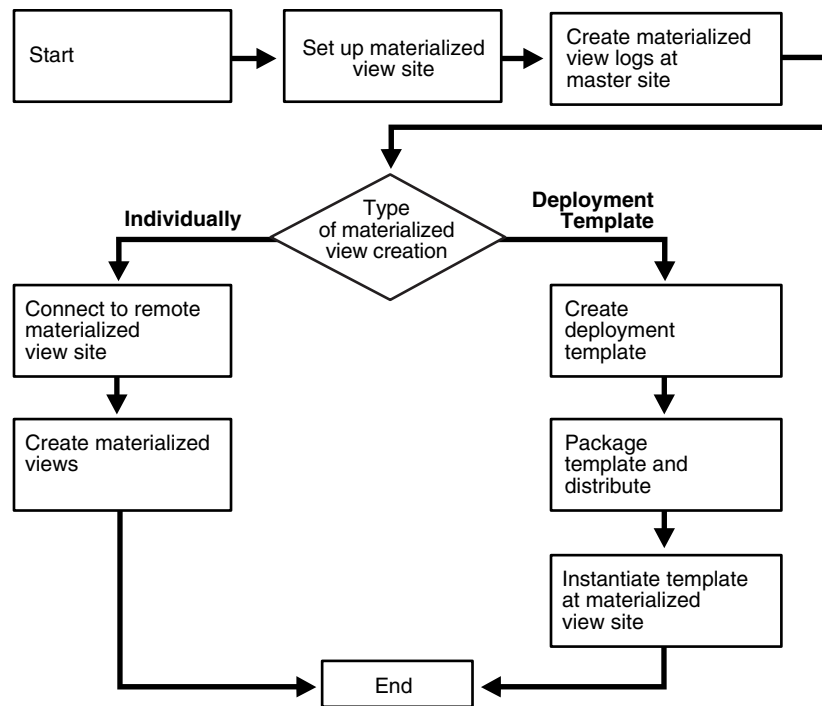 Start
Set up materialized
view site
Create materialized
view logs at
master site
Type
of materialized
view creation
Individually
Deployment
Template
Connect to remote
materialized
view site
Create materialized
views
Create
deployment
template
Package
template and
distribute
Instantiate template
at materialized
view site
End